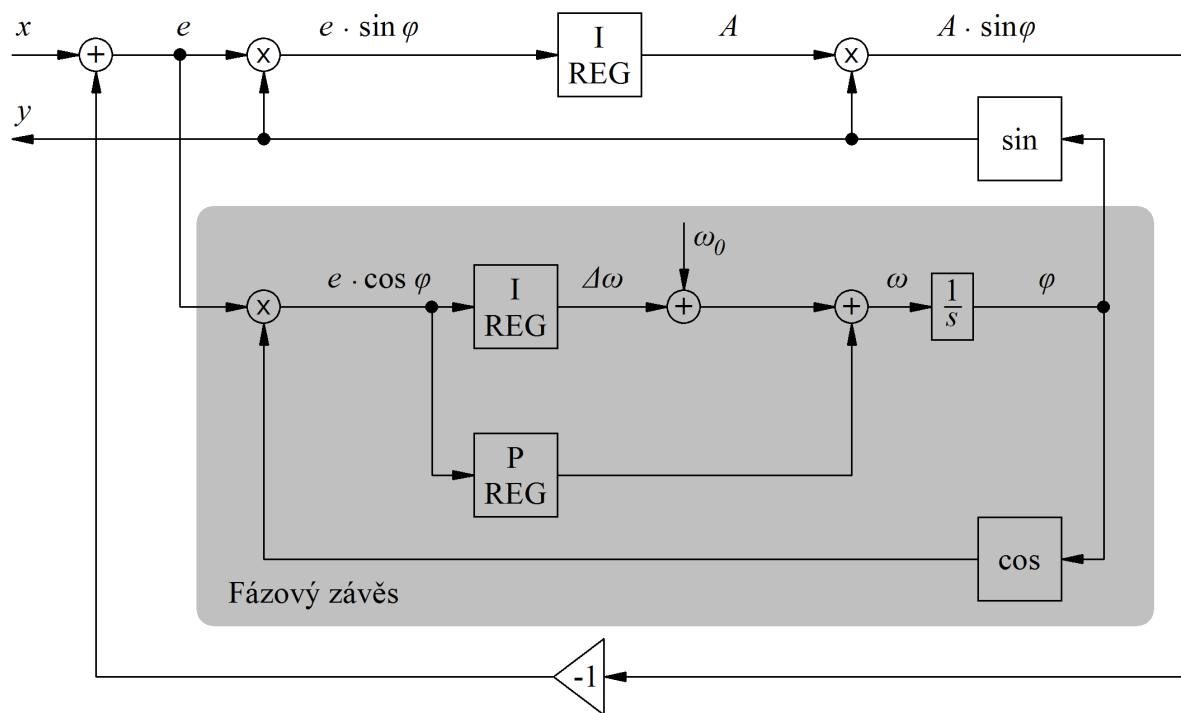 x
+
e
x
e · sin φ
I
REG
A
x
A · sinφ
y
sin
ω0
x
e · cos φ
I
REG
Δω
+
+
ω
1
s
φ
P
REG
cos
Fázový závěs
-1